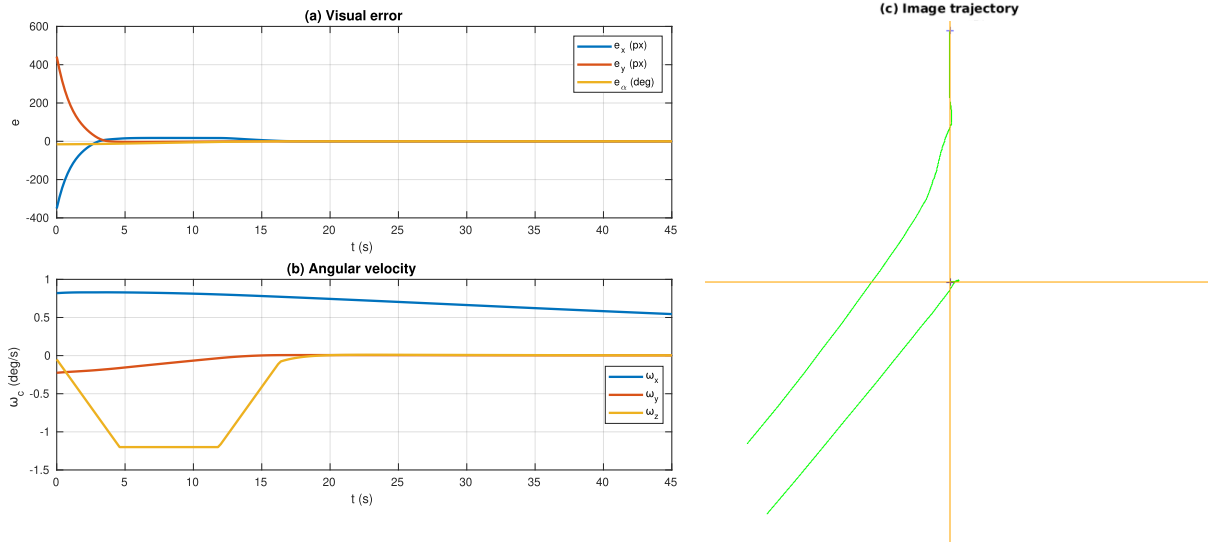 (a) Visual error
600
400
200
0
-200
-400
e
0 5 10 15 20 25 30 35 40 45
t (s)
e_x (px)
e_y (px)
e_α (deg)
(b) Angular velocity
1
0.5
0
-0.5
-1
-1.5
ω_c (deg/s)
0 5 10 15 20 25 30 35 40 45
t (s)
ω_x
ω_y
ω_z
(c) Image trajectory